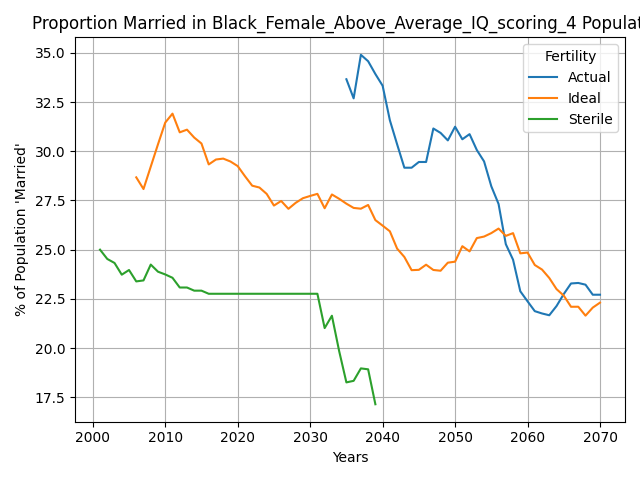 Proportion Married in Black_Female_Above_Average_IQ_scoring_4 Populat
% of Population 'Married'
35.0
32.5
30.0
27.5
25.0
22.5
20.0
17.5
Fertility
Actual
Ideal
Sterile
2000 2010 2020 2030 2040 2050 2060 2070
Years